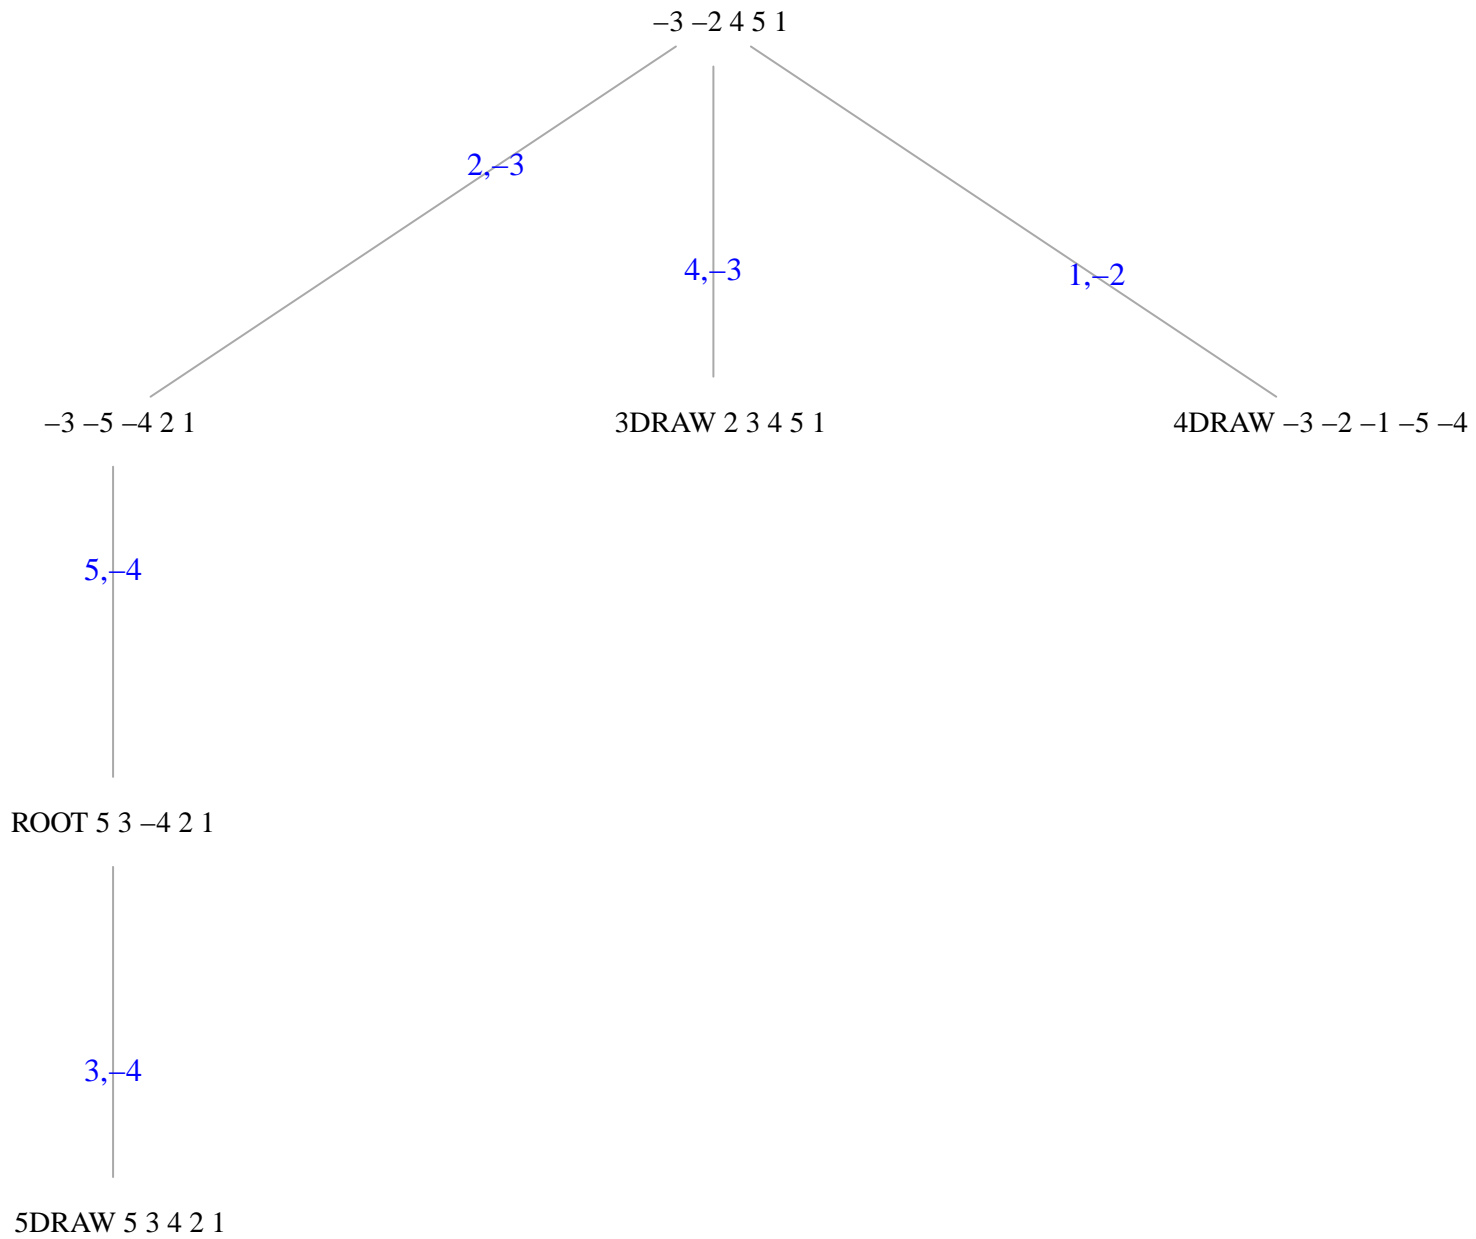 –3 –2 4 5 1
2,–3
4,–3
1,–2
–3 –5 –4 2 1
3DRAW 2 3 4 5 1
4DRAW –3 –2 –1 –5 –4
5,–4
ROOT 5 3 –4 2 1
3,–4
5DRAW 5 3 4 2 1